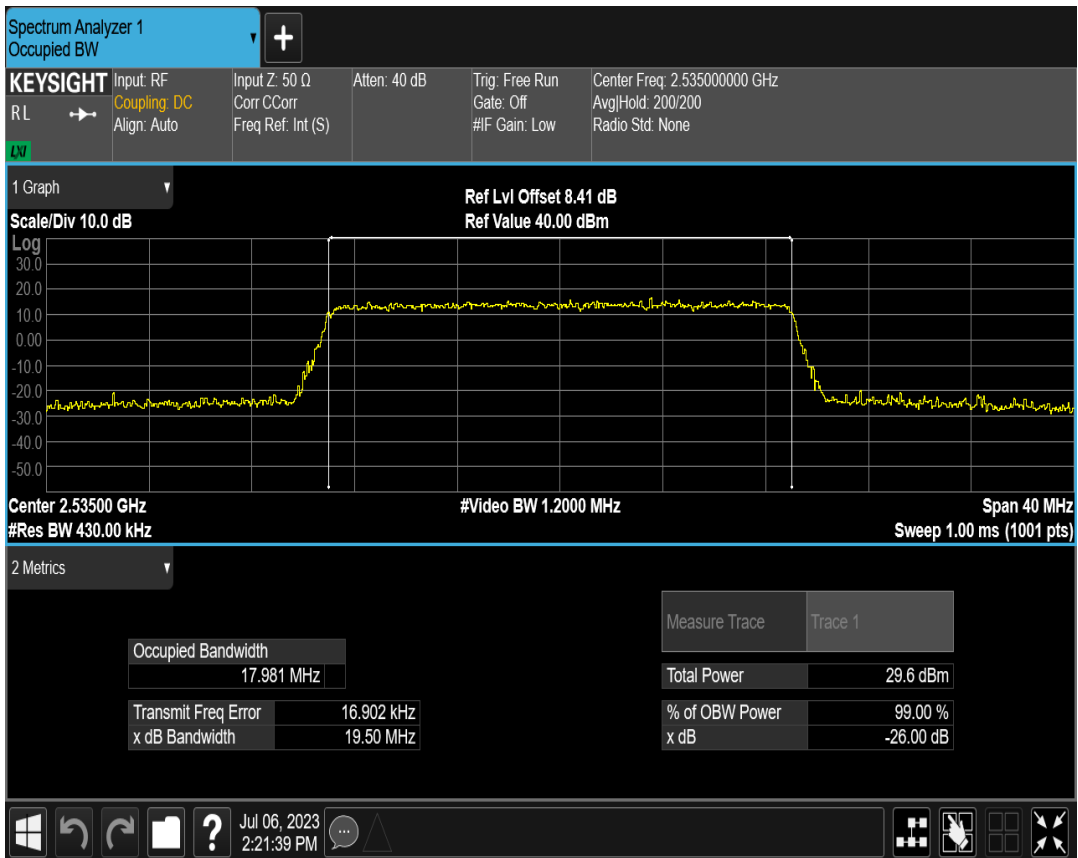 Spectrum Analyzer 1
Occupied BW
+
KEYSIGHT
RL
LXI
Input: RF
Coupling: DC
Align: Auto
Input Z: 50 Ω
Corr CCorr
Freq Ref: Int (S)
Atten: 40 dB
Trig: Free Run
Gate: Off
#IF Gain: Low
Center Freq: 2.535000000 GHz
Avg|Hold: 200/200
Radio Std: None
1 Graph
Scale/Div 10.0 dB
Ref Lvl Offset 8.41 dB
Ref Value 40.00 dBm
Log
30.0
20.0
10.0
0.00
-10.0
-20.0
-30.0
-40.0
-50.0
Center 2.53500 GHz
#Video BW 1.2000 MHz
Span 40 MHz
#Res BW 430.00 kHz
Sweep 1.00 ms (1001 pts)
2 Metrics
Measure Trace Trace 1
Occupied Bandwidth
17.981 MHz
Total Power 29.6 dBm
Transmit Freq Error 16.902 kHz
% of OBW Power 99.00 %
x dB Bandwidth 19.50 MHz
x dB -26.00 dB
?
Jul 06, 2023
2:21:39 PM